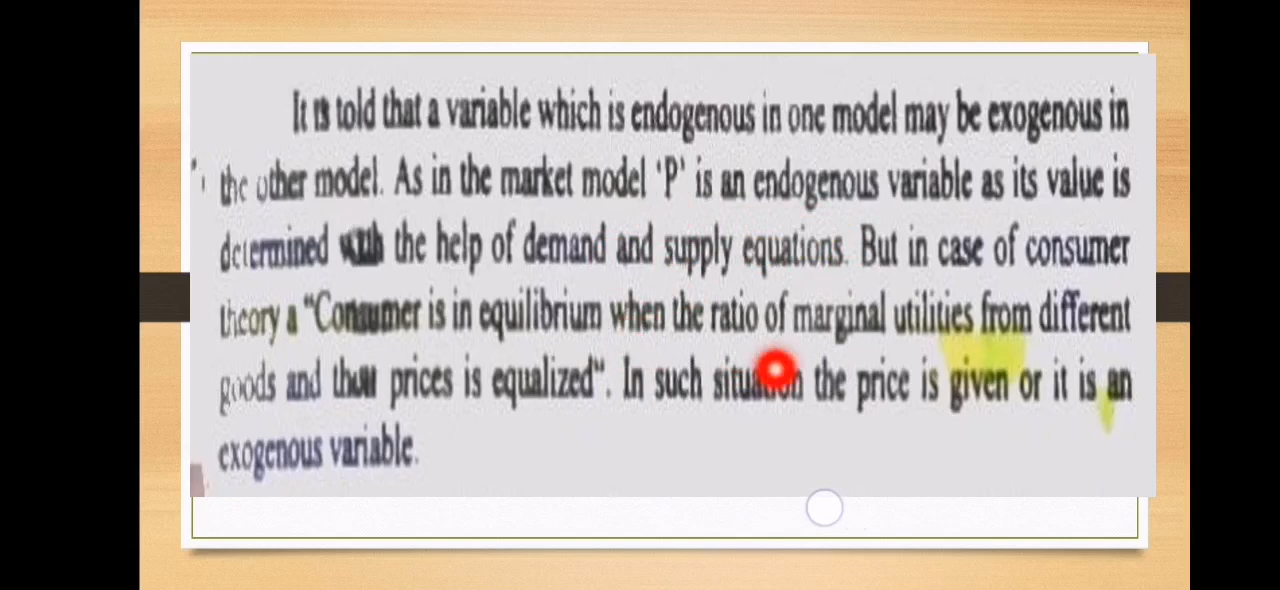 It is told that a variable which is endogenous in one model may be exogenous in
the other model. As in the market model 'P' is an endogenous variable as its value is
determined with the help of demand and supply equations. But in case of consumer
theory a "Consumer is in equilibrium when the ratio of marginal utilities from different
goods and their prices is equalized". In such situation the price is given or it is an
exogenous variable.